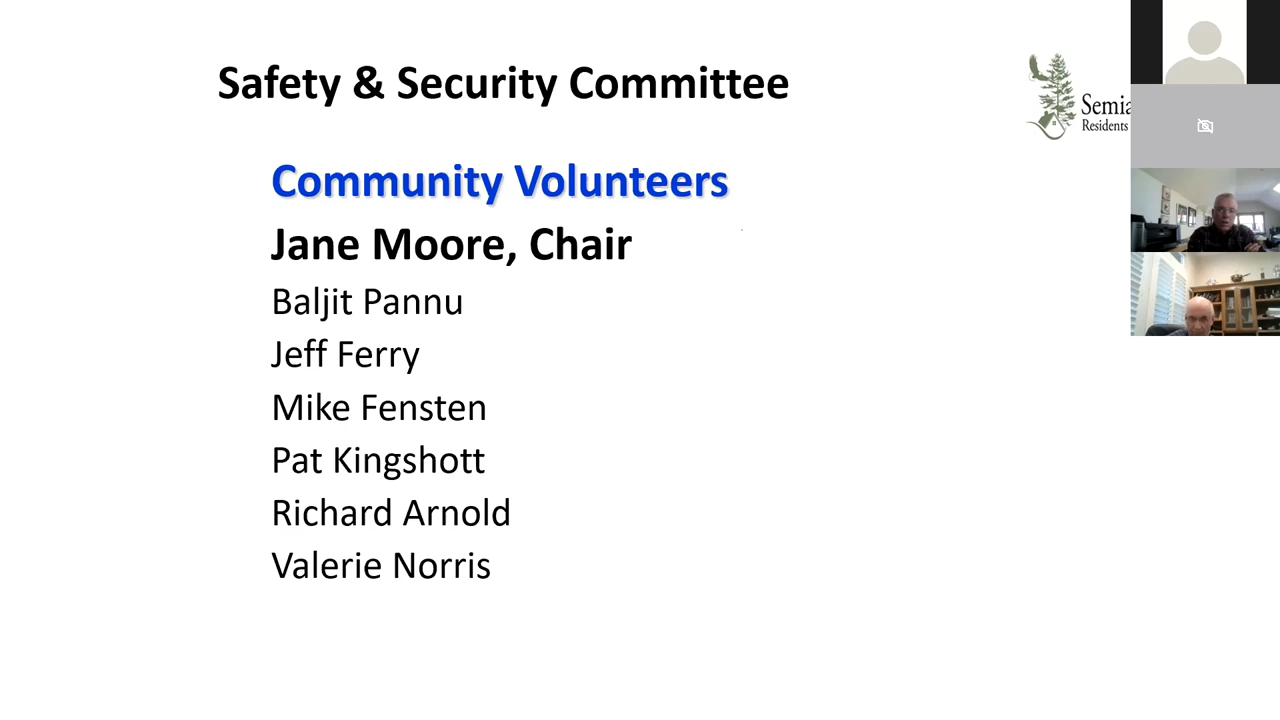 Safety & Security Committee
Residents
Community Volunteers
Jane Moore, Chair
Baljit Pannu
Jeff Ferry
Mike Fensten
Pat Kingshott
Richard Arnold
Valerie Norris